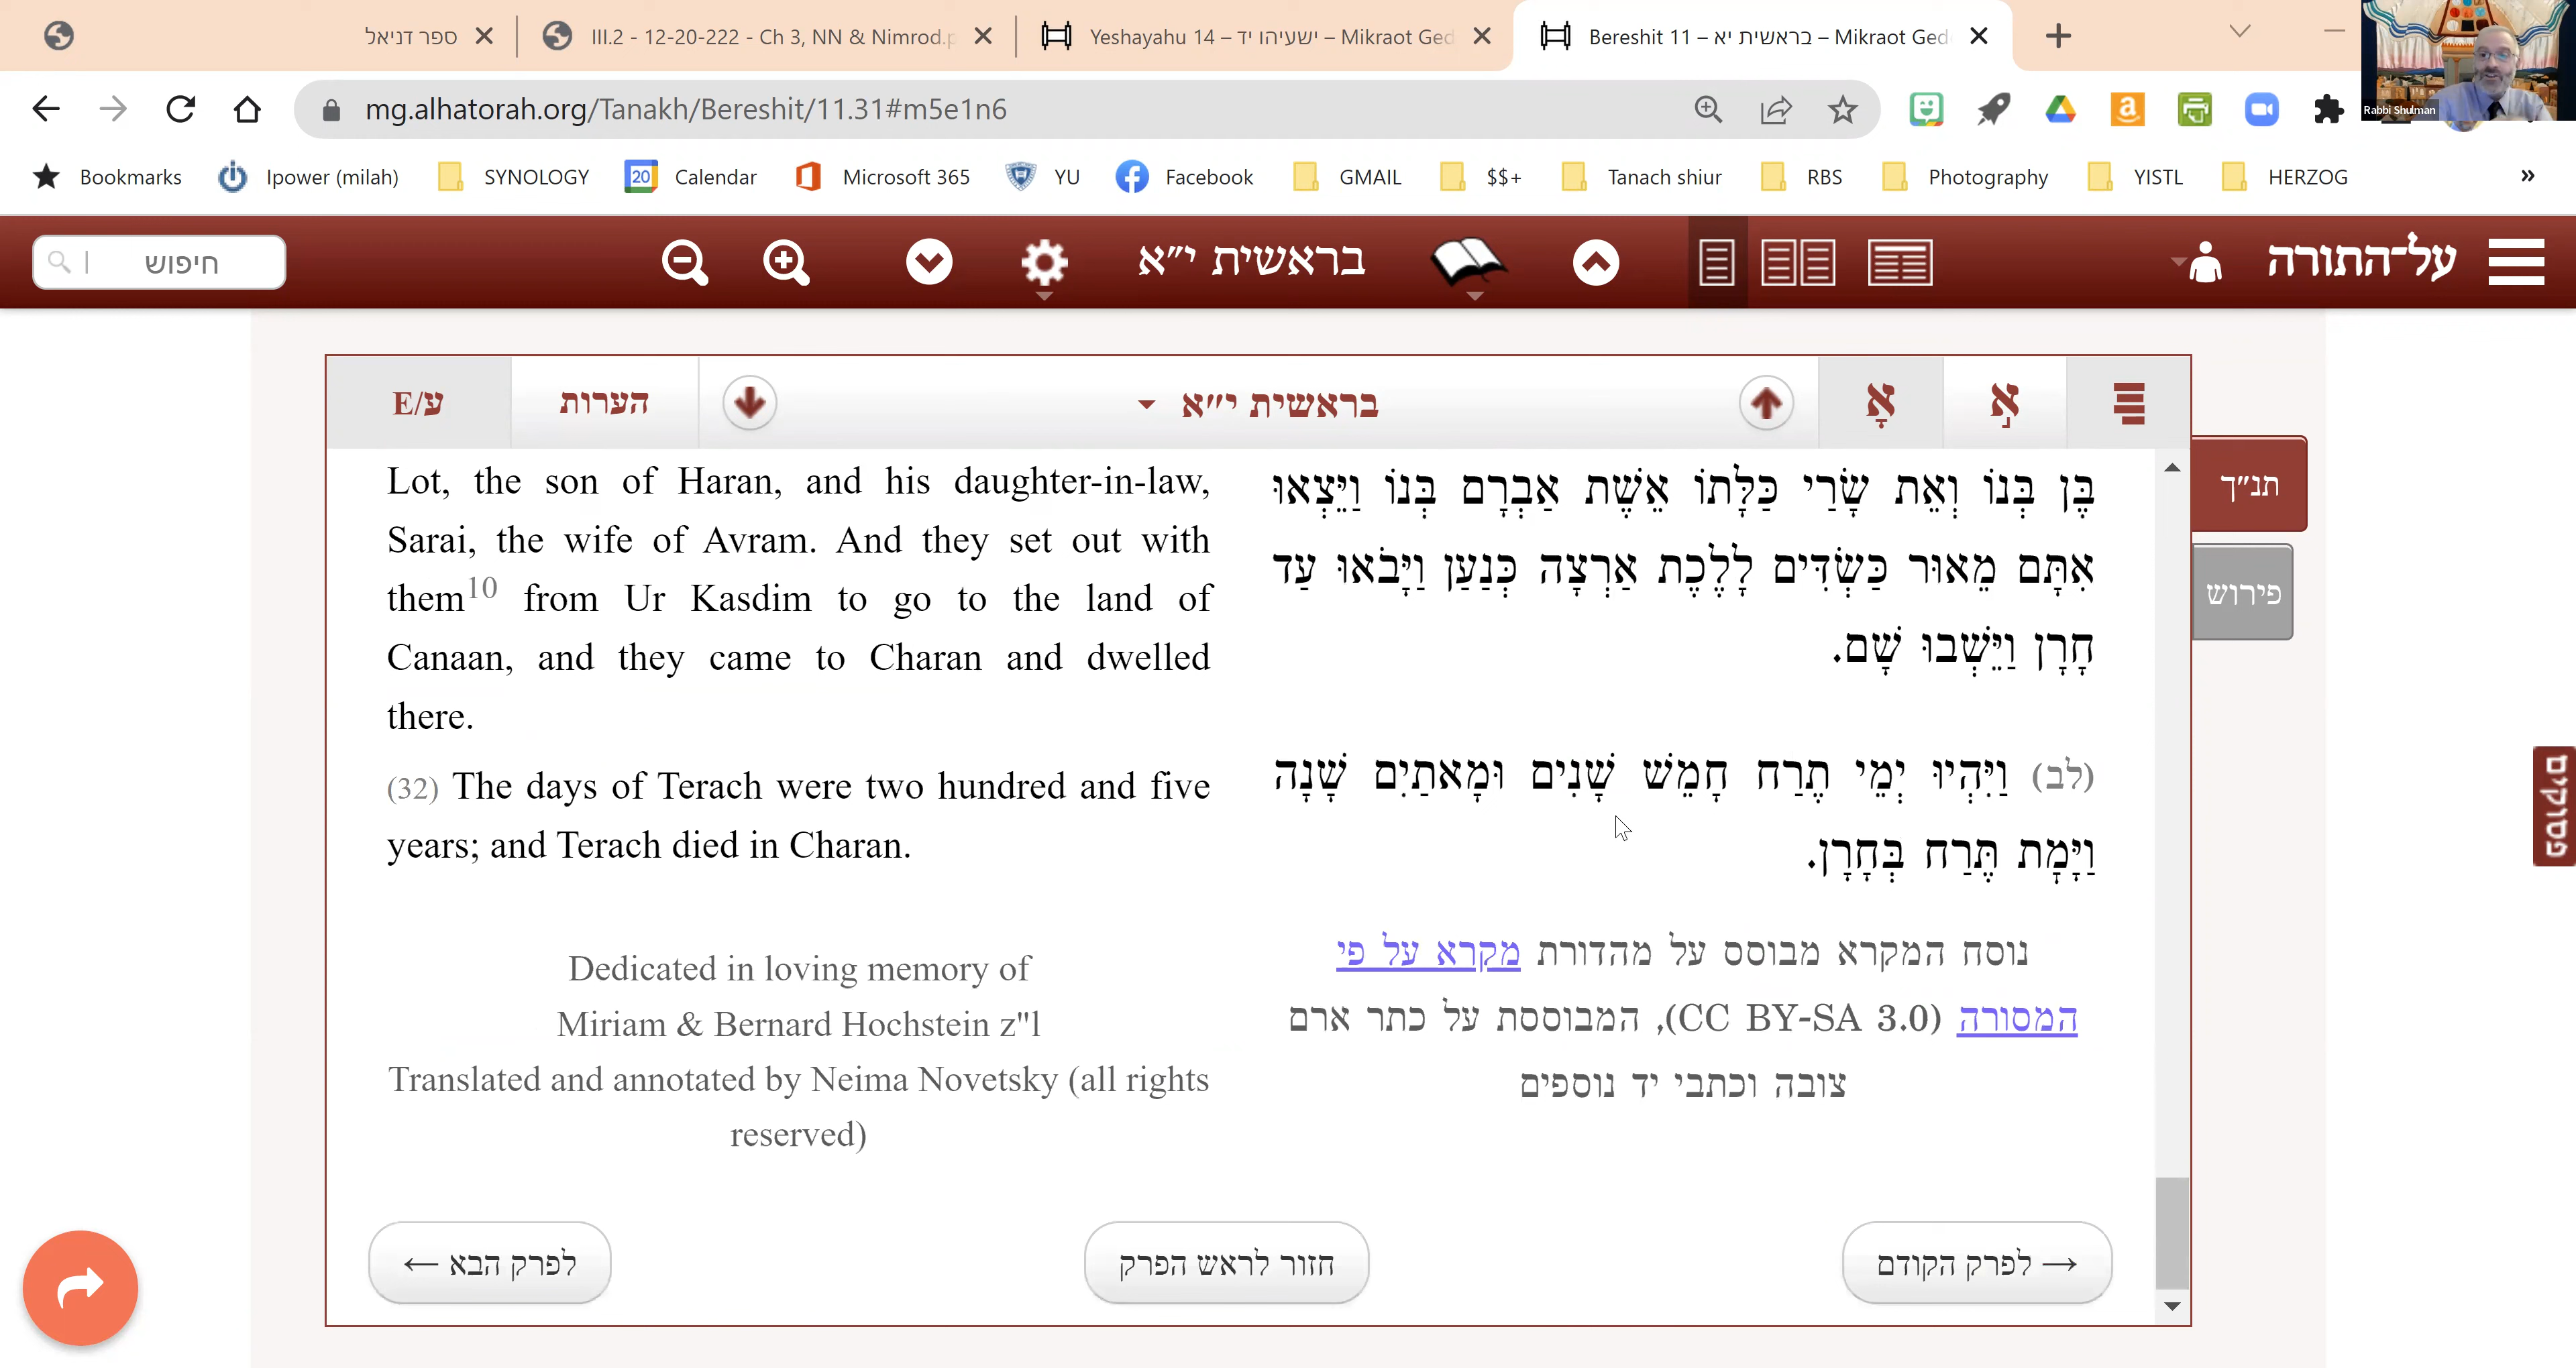 ספר דניאל
III.2 - 12-20-222 - Ch 3, NN & Nimrod.p
Yeshayahu 14 – ישעיהו יד – Mikraot Ged
Bereshit 11 – בראשית יא – Mikraot Ged
Rabbi Shulman
mg.alhatorah.org/Tanakh/Bereshit/11.31#m5e1n6
Bookmarks Ipower (milah) SYNOLOGY 20 Calendar Microsoft 365 YU Facebook GMAIL $$+ Tanach shiur RBS Photography YISTL HERZOG »
על־התורה
בראשית י״א
חיפוש
אָ אָֽ
בראשית י״א
הערות
ע/E
תנ״ך
פירוש
פסוקים
בֶּן בְּנוֹ וְאֵת שָׂרַי כַּלָּתוֹ אֵשֶׁת אַבְרָם בְּנוֹ וַיֵּצְאוּ
אִתָּם מֵאוּר כַּשְׂדִּים לָלֶכֶת אַרְצָה כְּנַעַן וַיָּבֹאוּ עַד
חָרָן וַיֵּשְׁבוּ שָׁם.
(לב) וַיִּהְיוּ יְמֵי תֶרַח חָמֵשׁ שָׁנִים וּמָאתַיִם שָׁנָה
וַיָּמׇת תֶּרַח בְּחָרָן.
נוסח המקרא מבוסס על מהדורת מקרא על פי
המסורה (CC BY-SA 3.0), המבוססת על כתר ארם
צובה וכתבי יד נוספים
Lot, the son of Haran, and his daughter-in-law,
Sarai, the wife of Avram. And they set out with
them10 from Ur Kasdim to go to the land of
Canaan, and they came to Charan and dwelled
there.
(32) The days of Terach were two hundred and five
years; and Terach died in Charan.
Dedicated in loving memory of
Miriam & Bernard Hochstein z"l
Translated and annotated by Neima Novetsky (all rights
reserved)
→ לפרק הקודם
חזור לראש הפרק
לפרק הבא ←